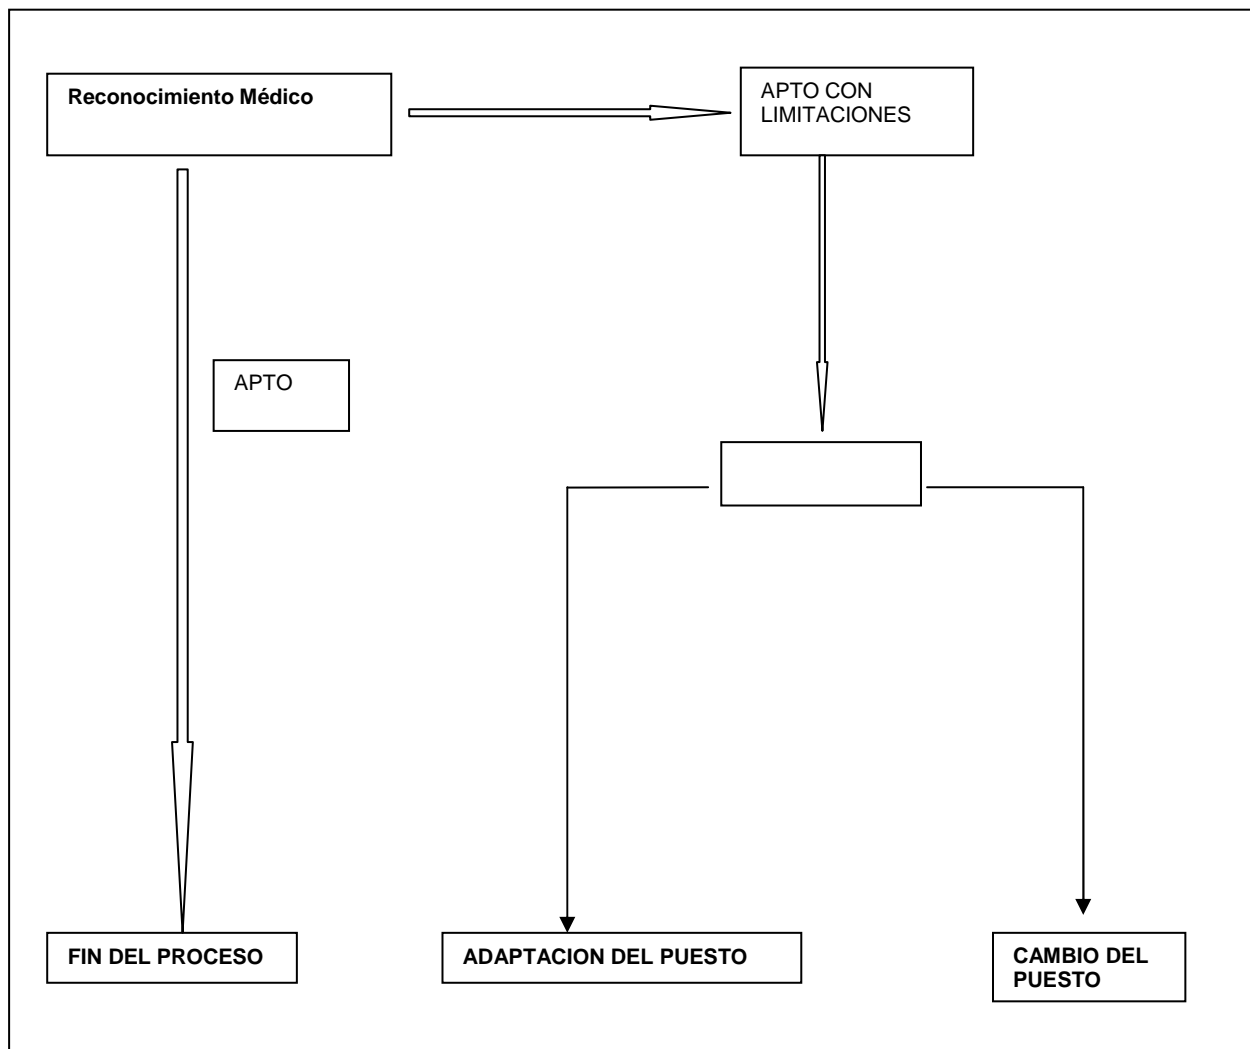 Reconocimiento Médico
APTO CON
LIMITACIONES
APTO
FIN DEL PROCESO
ADAPTACION DEL PUESTO
CAMBIO DEL
PUESTO